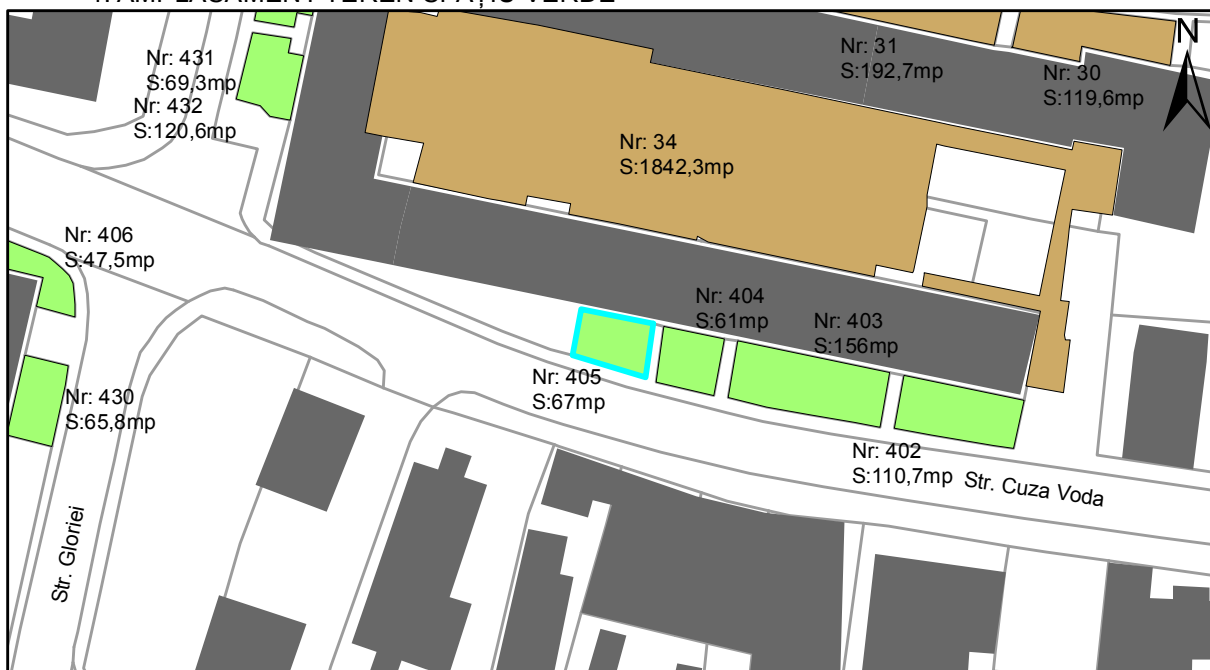 Nr: 431
S:69,3mp
Nr: 432
S:120,6mp
Nr: 31
S:192,7mp
Nr: 30
S:119,6mp
N
Nr: 34
S:1842,3mp
Nr: 406
S:47,5mp
Nr: 404
S:61mp
Nr: 403
S:156mp
Nr: 405
S:67mp
Nr: 430
S:65,8mp
Nr: 402
S:110,7mp
Str. Cuza Voda
Str. Gloriei